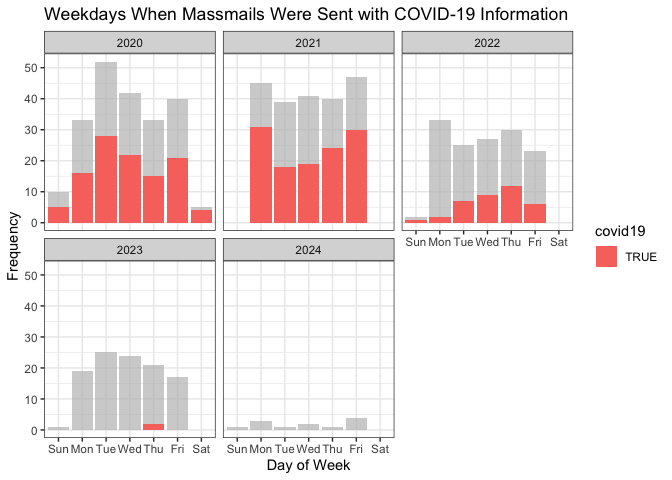 Weekdays When Massmails Were Sent with COVID-19 Information
2020 2021 2022
50
40
30
20
10
0
Sun Mon Tue Wed Thu Fri Sat
2023 2024
50
40
30
20
10
0
Sun Mon Tue Wed Thu Fri Sat Sun Mon Tue Wed Thu Fri Sat
Frequency
Day of Week
covid19
TRUE